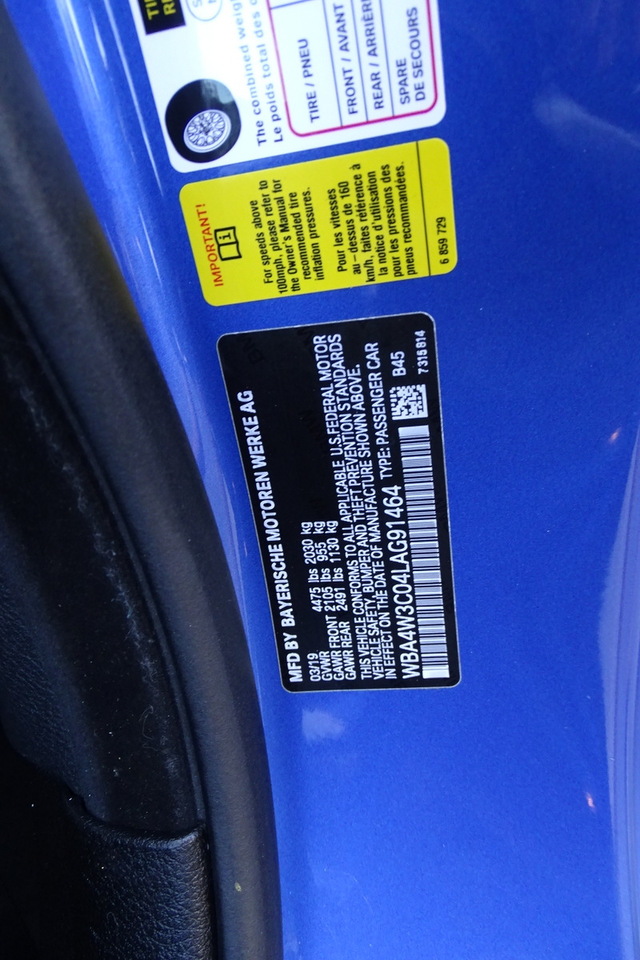 The combined weigh
Le poids total des o
TIRE / PNEU
FRONT / AVANT
REAR / ARRIÈRE
SPARE
DE SECOURS
IMPORTANT!
For speeds above
100mph, please refer to
the Owner's Manual for
recommended tire
inflation pressures.
Pour les vitesses
au – dessus de 160
km/h, faites référence à
la notice d'utilisation
pour les pressions des
pneus recommandées.
6 859 729
MFD BY BAYERISCHE MOTOREN WERKE AG
03/19
GVWR 4475 lbs 2030 kg
GAWR FRONT 2105 lbs 955 kg
GAWR REAR 2491 lbs 1130 kg
THIS VEHICLE CONFORMS TO ALL APPLICABLE U.S. FEDERAL MOTOR
VEHICLE SAFETY, BUMPER AND THEFT PREVENTION STANDARDS
IN EFFECT ON THE DATE OF MANUFACTURE SHOWN ABOVE.
WBA4W3C04LAG91464 TYPE: PASSENGER CAR
B45
7 315 814